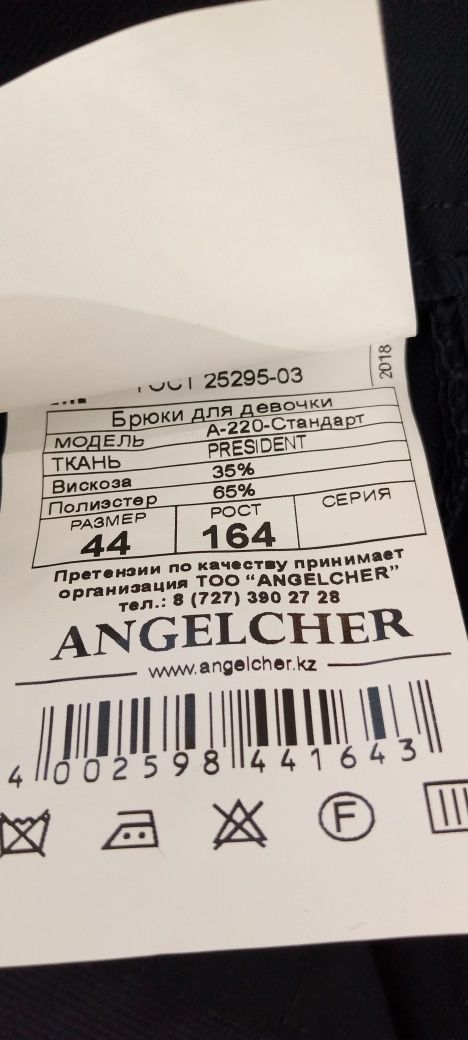 ГОСТ 25295-03
2018
Брюки для девочки
МОДЕЛЬ А-220-Стандарт
ТКАНЬ PRESIDENT
Вискоза 35%
Полиэстер 65%
РАЗМЕР РОСТ СЕРИЯ
44 164
Претензии по качеству принимает
организация ТОО "ANGELCHER"
тел.: 8 (727) 390 27 28
ANGELCHER
www.angelcher.kz
4 002598 441643
F